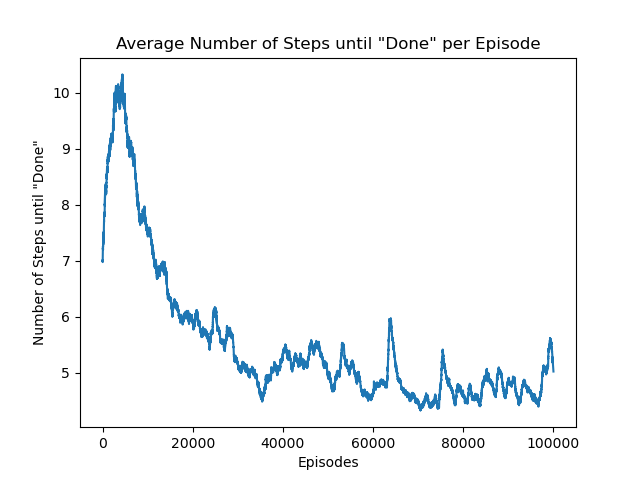 Average Number of Steps until "Done" per Episode
Number of Steps until "Done"
10
9
8
7
6
5
0 20000 40000 60000 80000 100000
Episodes